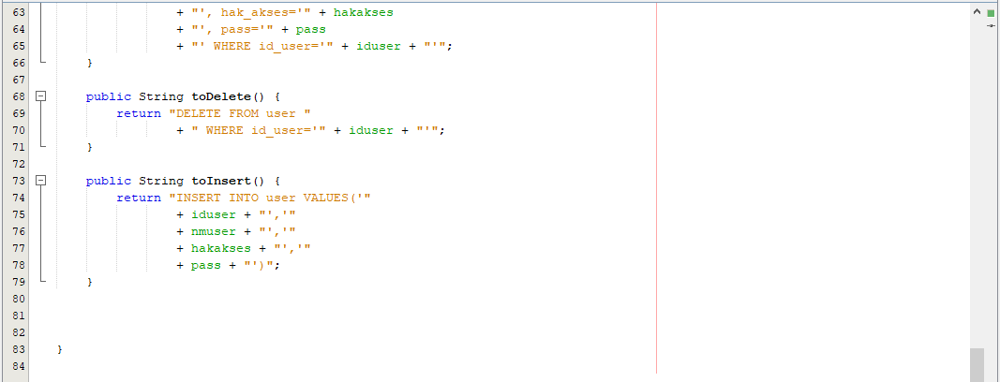 63 + "', hak_akses='" + hakakses
64 + "', pass='" + pass
65 + "' WHERE id_user='" + iduser + "'";
66 }
67
68 public String toDelete() {
69 return "DELETE FROM user "
70 + " WHERE id_user='" + iduser + "'";
71 }
72
73 public String toInsert() {
74 return "INSERT INTO user VALUES('"
75 + iduser + "','"
76 + nmuser + "','"
77 + hakakses + "','"
78 + pass + "')";
79 }
80
81
82
83 }
84